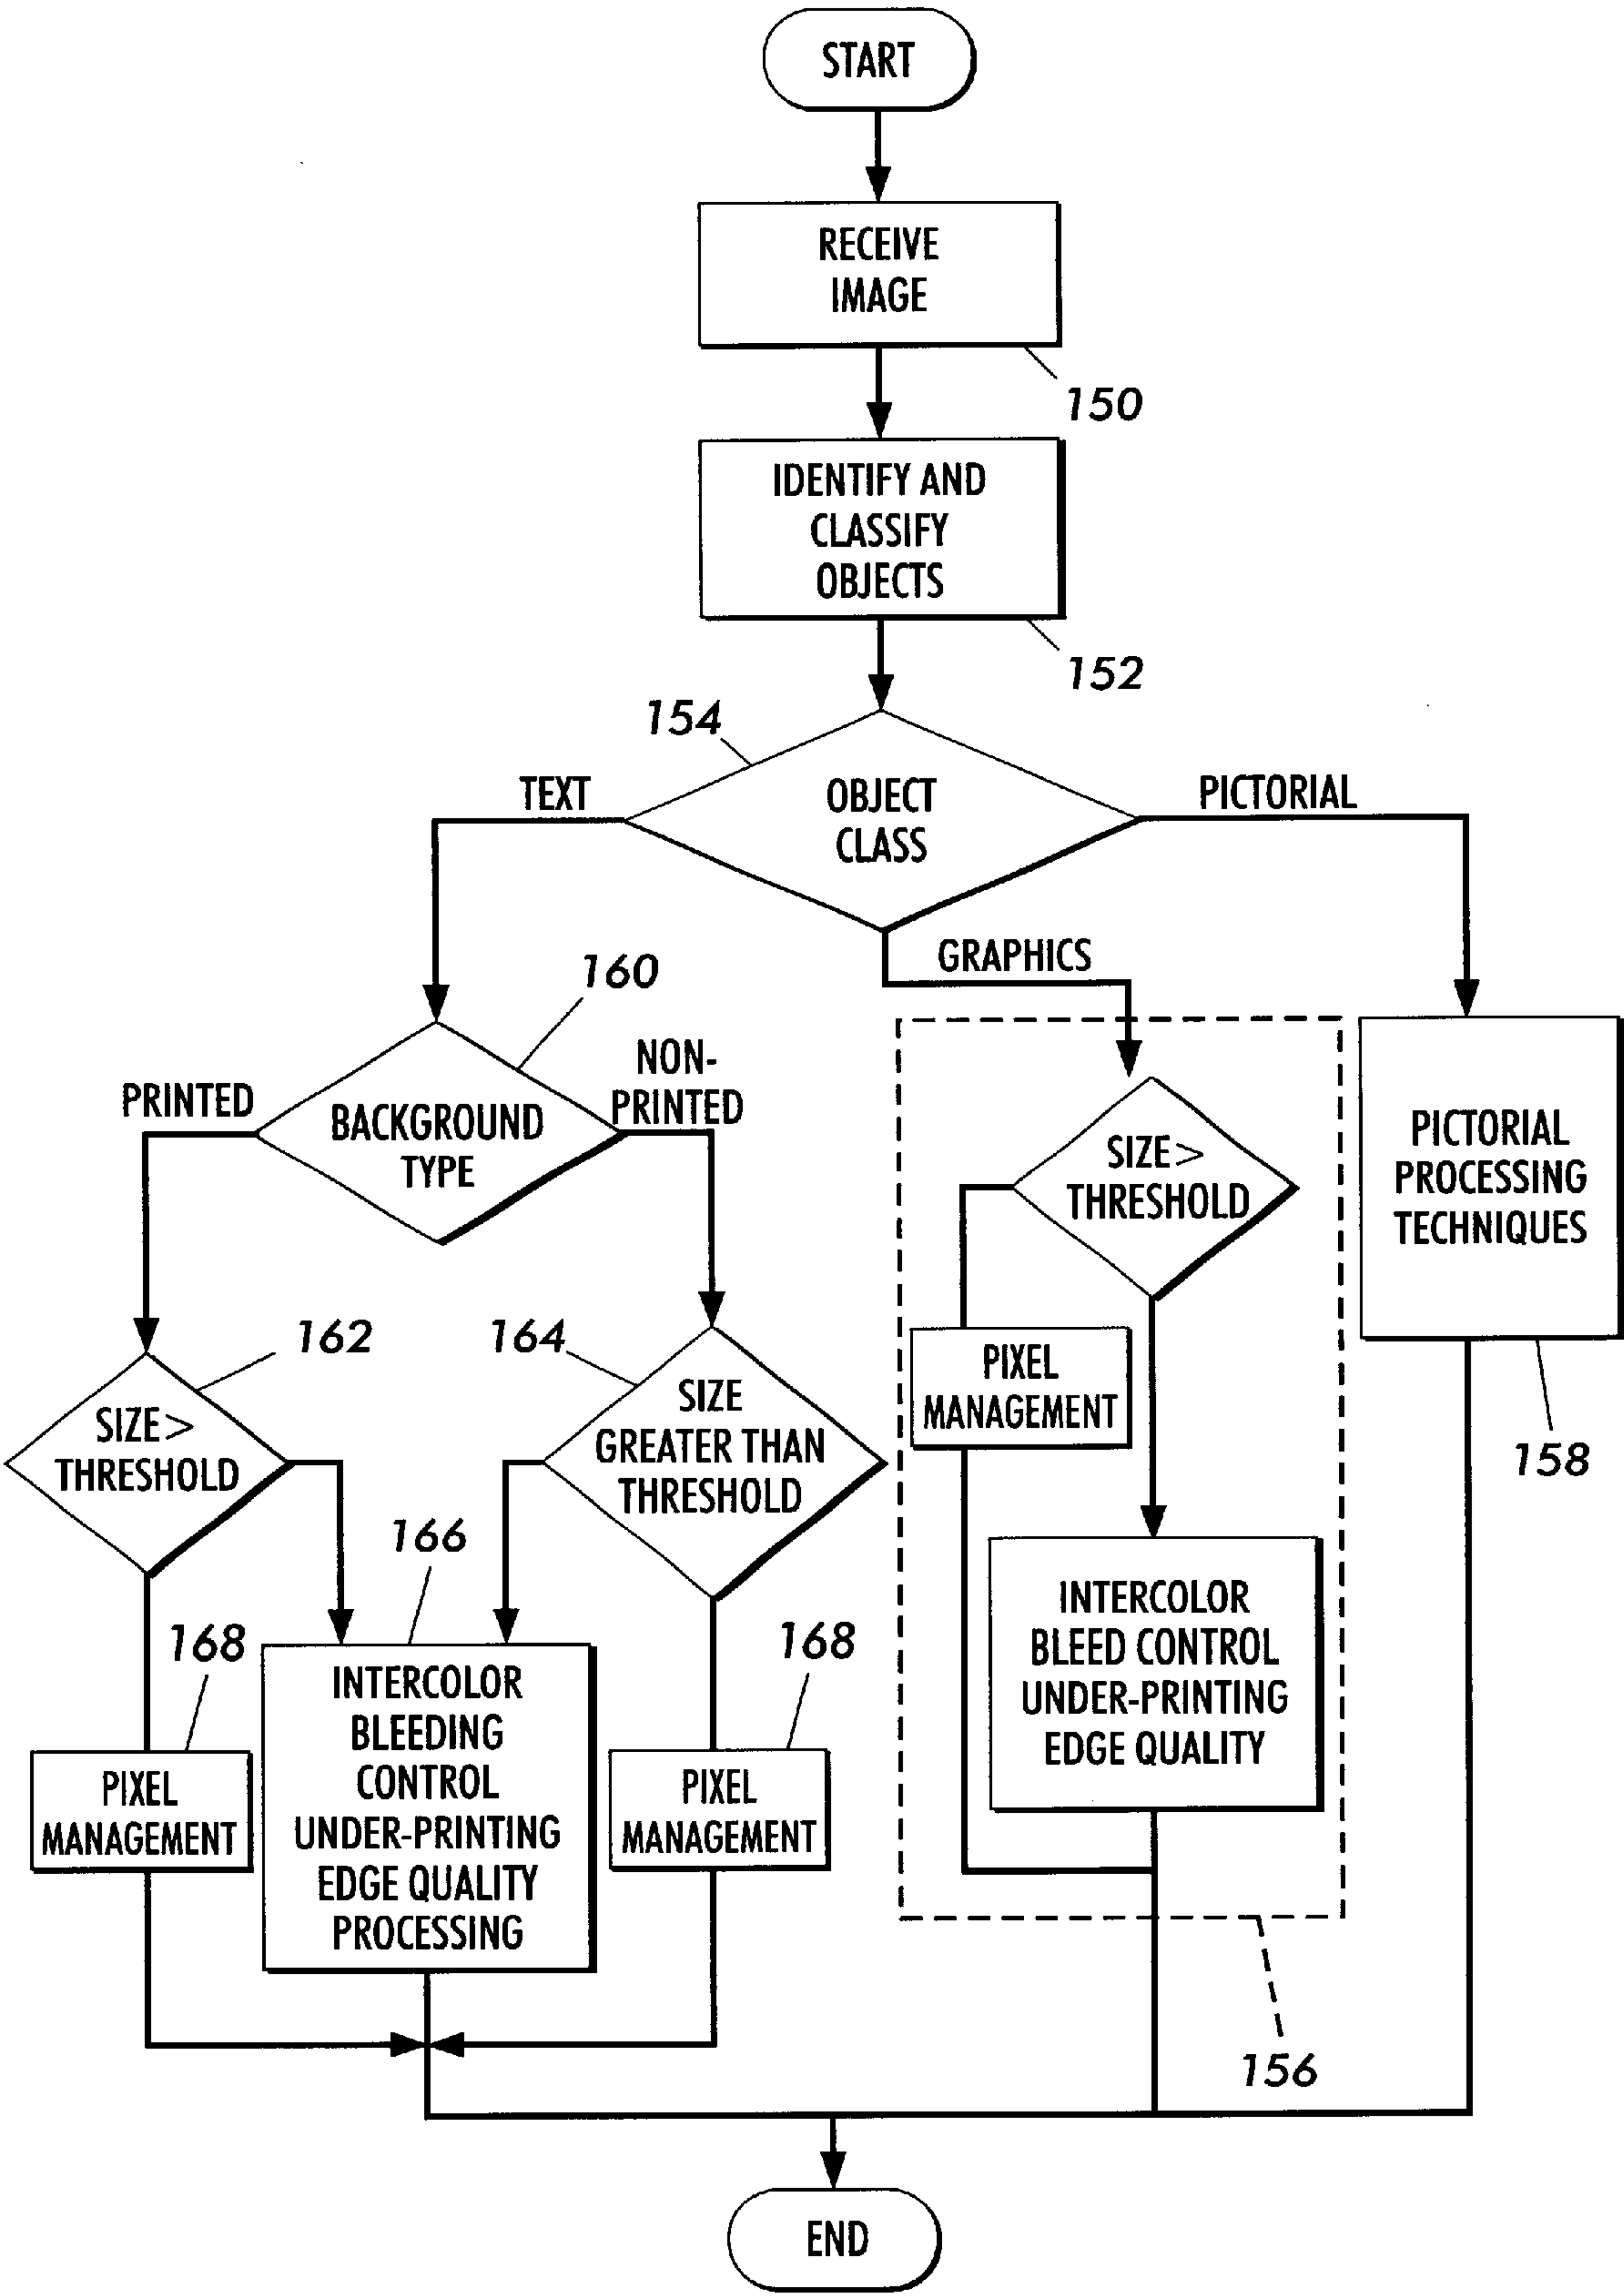 START
RECEIVE
IMAGE
150
IDENTIFY AND
CLASSIFY
OBJECTS
152
154
OBJECT
CLASS
TEXT
PICTORIAL
GRAPHICS
160
NON-
PRINTED
PRINTED
BACKGROUND
TYPE
SIZE>
THRESHOLD
PICTORIAL
PROCESSING
TECHNIQUES
158
162
SIZE>
THRESHOLD
164
SIZE
GREATER THAN
THRESHOLD
PIXEL
MANAGEMENT
166
INTERCOLOR
BLEED CONTROL
UNDER-PRINTING
EDGE QUALITY
168
PIXEL
MANAGEMENT
INTERCOLOR
BLEEDING
CONTROL
UNDER-PRINTING
EDGE QUALITY
PROCESSING
168
PIXEL
MANAGEMENT
156
END